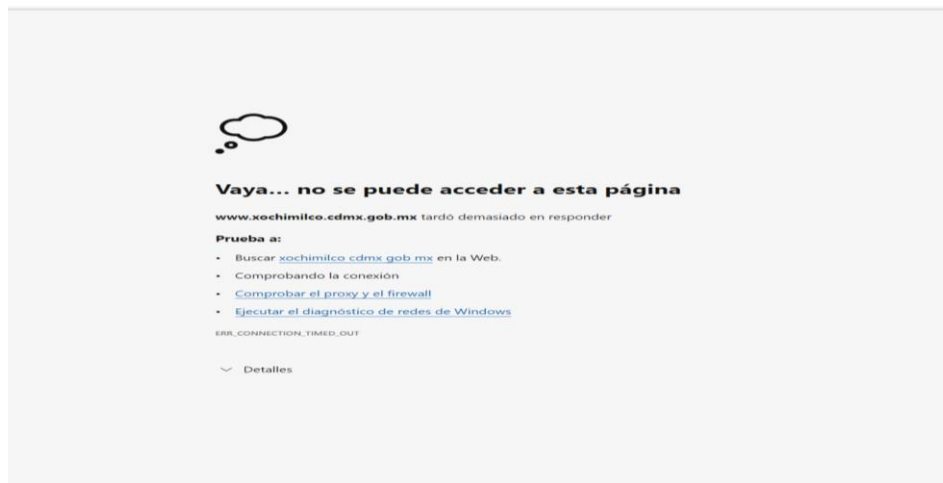 Vaya... no se puede acceder a esta página
www.xochimilco.cdmx.gob.mx tardó demasiado en responder
Prueba a:
• Buscar xochimilco cdmx gob mx en la Web.
• Comprobando la conexión
• Comprobar el proxy y el firewall
• Ejecutar el diagnóstico de redes de Windows
ERR_CONNECTION_TIMED_OUT
Detalles